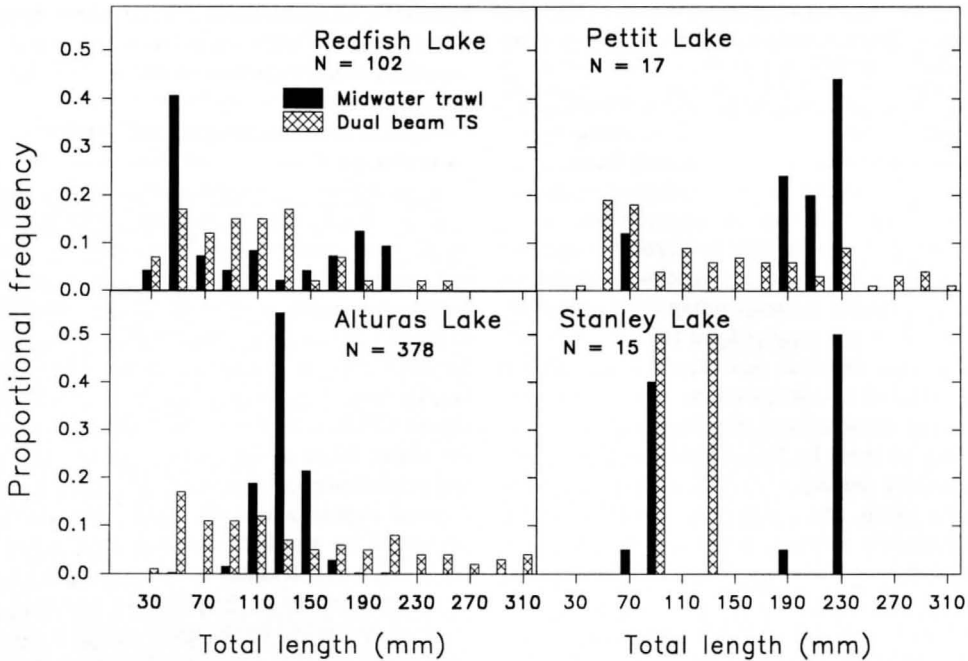 Redfish Lake
N = 102
Midwater trawl
Dual beam TS
Pettit Lake
N = 17
Alturas Lake
N = 378
Stanley Lake
N = 15
Proportional frequency
0.5
0.4
0.3
0.2
0.1
0.0
0.5
0.4
0.3
0.2
0.1
0.0
30 70 110 150 190 230 270 310
30 70 110 150 190 230 270 310
Total length (mm)
Total length (mm)